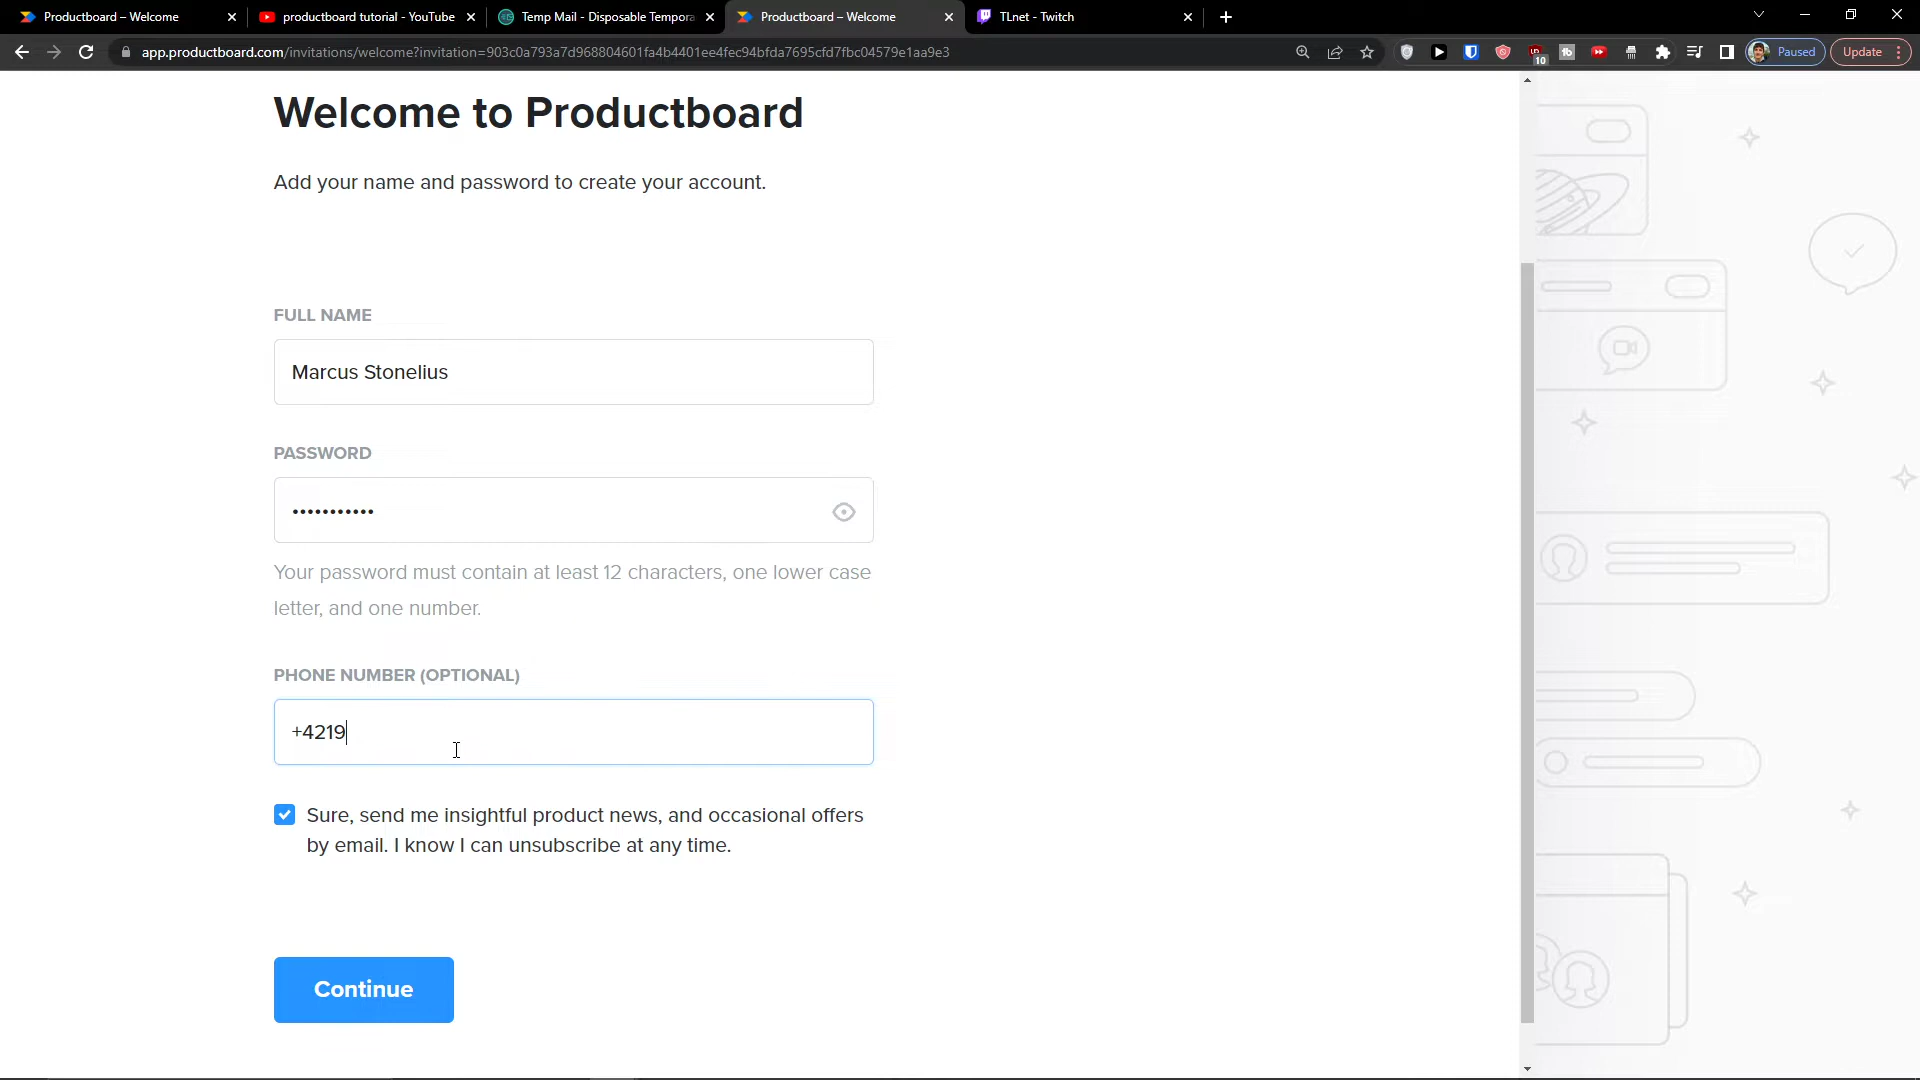 Productboard – Welcome
productboard tutorial - YouTube
Temp Mail - Disposable Tempora
Productboard – Welcome
TLnet - Twitch
app.productboard.com/invitations/welcome?invitation=903c0a793a7d968804601fa4b4401ee4fec94bfda7695cfd7fbc04579e1aa9e3
10
Paused
Update
Welcome to Productboard
Add your name and password to create your account.
FULL NAME
Marcus Stonelius
PASSWORD
•••••••••••
Your password must contain at least 12 characters, one lower case
letter, and one number.
PHONE NUMBER (OPTIONAL)
+4219
Sure, send me insightful product news, and occasional offers
by email. I know I can unsubscribe at any time.
Continue